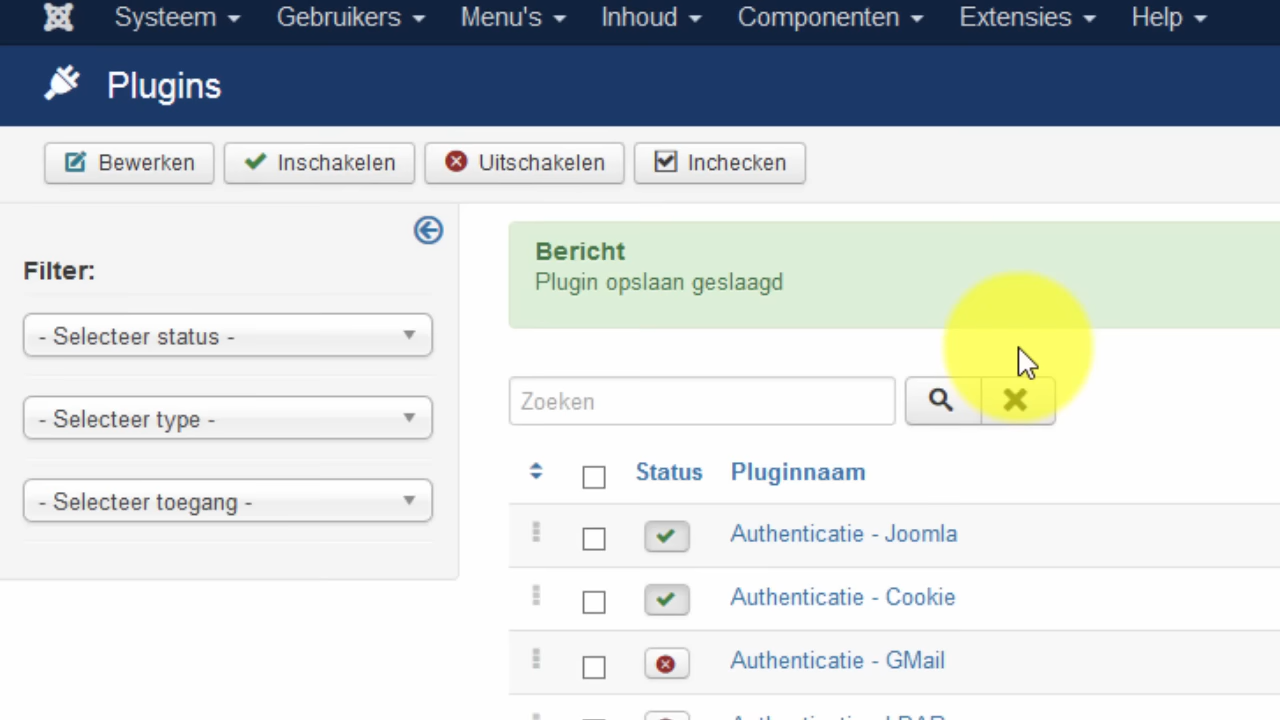 Systeem Gebruikers Menu's Inhoud Componenten Extensies Help
Plugins
Bewerken Inschakelen Uitschakelen Inchecken
Filter:
- Selecteer status -
- Selecteer type -
- Selecteer toegang -
Bericht
Plugin opslaan geslaagd
Zoeken
Status Pluginnaam
Authenticatie - Joomla
Authenticatie - Cookie
Authenticatie - GMail